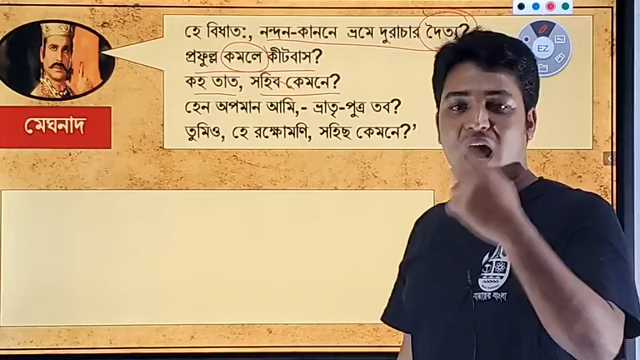 হে বিধাতঃ, নন্দন-কাননে ভ্রমে দুরাচার দৈত্য?
প্রফুল্ল কমলে কীটবাস?
কহ তাত, সহিব কেমনে?
হেন অপমান আমি,- ভ্রাতৃ-পুত্র তব?
তুমিও, হে রক্ষোমণি, সহিছ কেমনে?’
মেঘনাদ
EZ